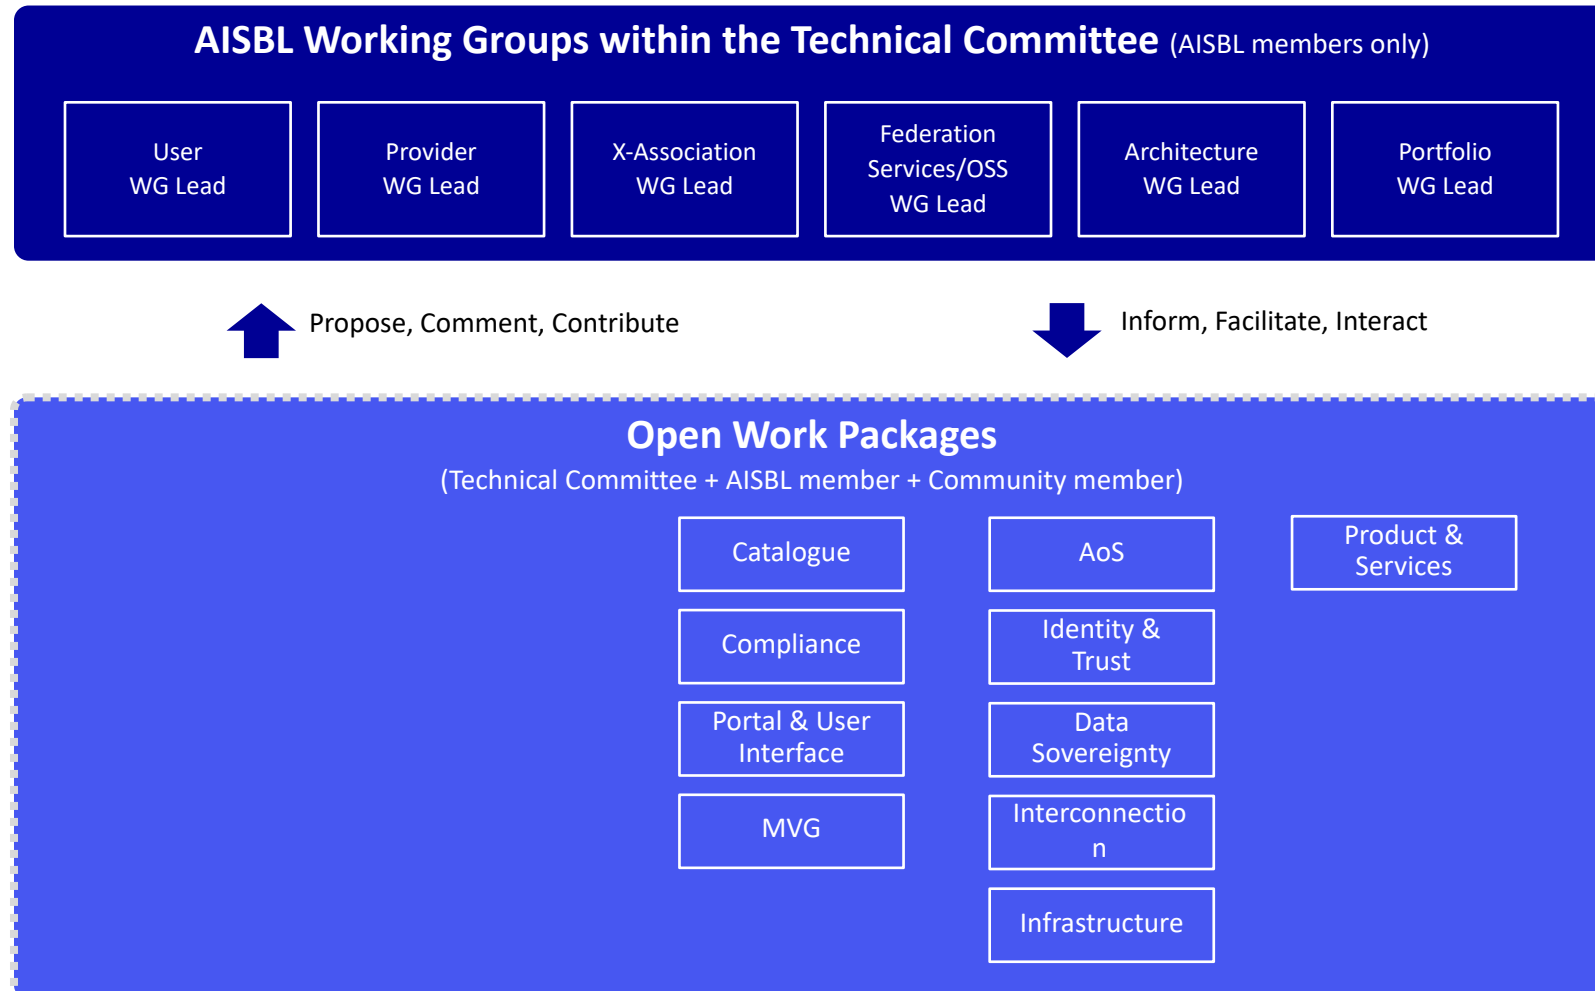 AISBL Working Groups within the Technical Committee (AISBL members only)
User
WG Lead
Provider
WG Lead
X-Association
WG Lead
Federation
Services/OSS
WG Lead
Architecture
WG Lead
Portfolio
WG Lead
Propose, Comment, Contribute
Inform, Facilitate, Interact
Open Work Packages
(Technical Committee + AISBL member + Community member)
Catalogue
Compliance
Portal & User
Interface
MVG
AoS
Identity &
Trust
Data
Sovereignty
Interconnectio
n
Infrastructure
Product &
Services